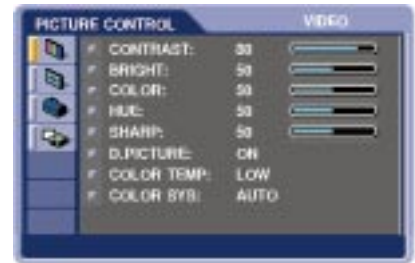 PICTURE CONTROL VIDEO
CONTRAST: 80
BRIGHT: 50
COLOR: 50
HUE: 50
SHARP: 50
D.PICTURE: ON
COLOR TEMP: LOW
COLOR SYS: AUTO